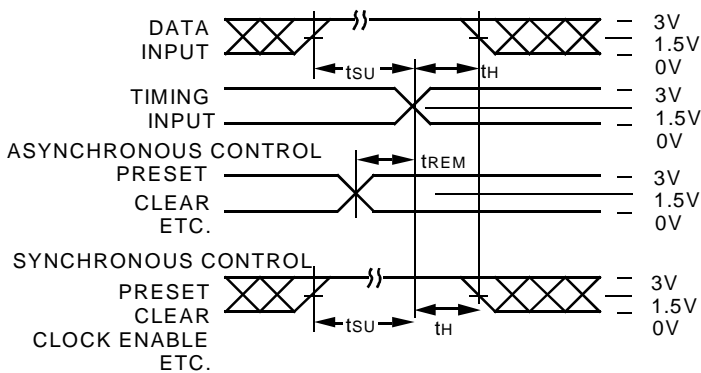 DATA
INPUT
tSU
tH
3V
1.5V
0V
TIMING
INPUT
3V
1.5V
0V
ASYNCHRONOUS CONTROL
PRESET
CLEAR
ETC.
tREM
3V
1.5V
0V
SYNCHRONOUS CONTROL
PRESET
CLEAR
CLOCK ENABLE
ETC.
tSU
tH
3V
1.5V
0V